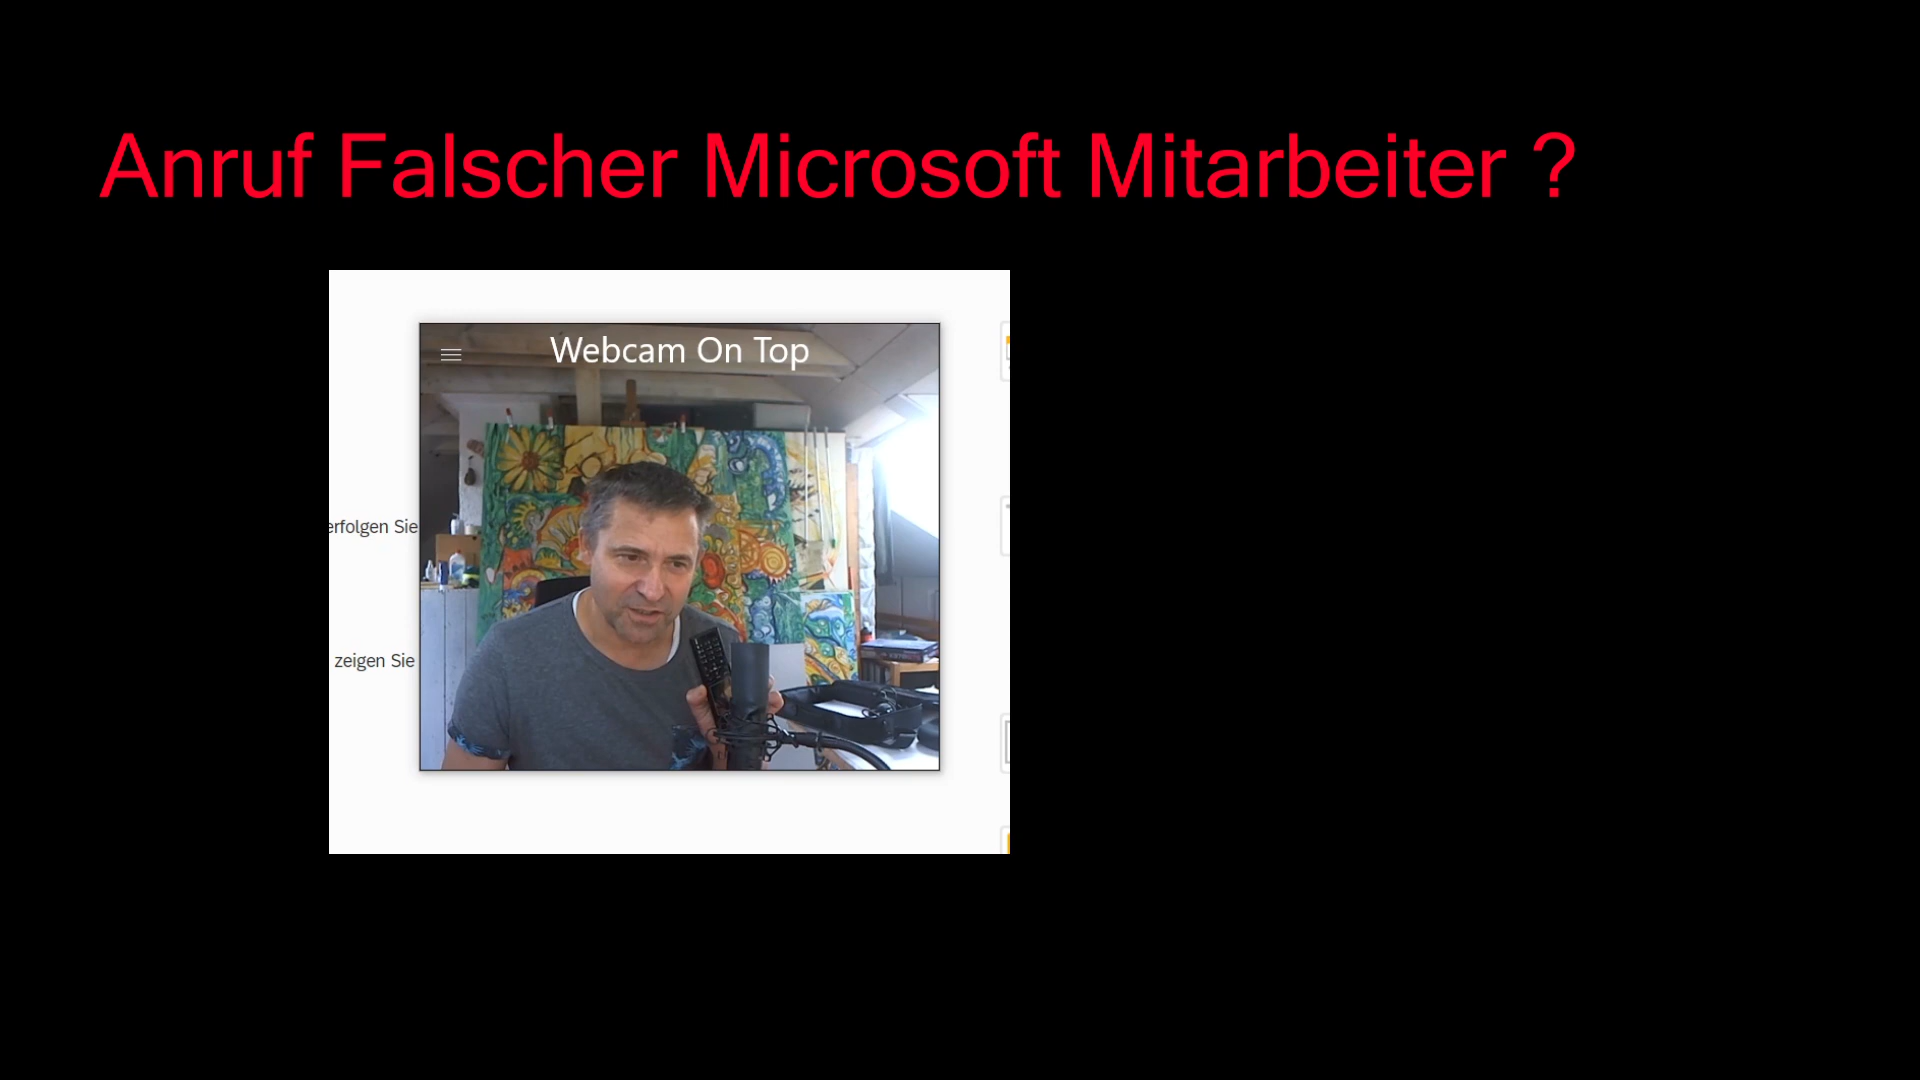 Anruf Falscher Microsoft Mitarbeiter ?
Webcam On Top
erfolgen Sie
zeigen Sie